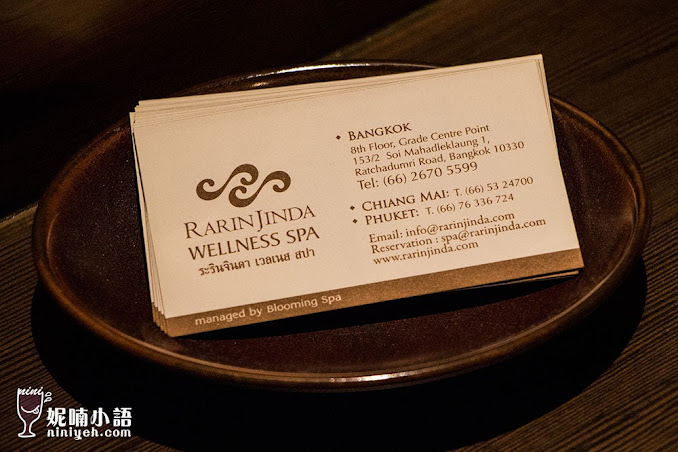 RARINJINDA
WELLNESS SPA
ระรินจินดา เวลเนส สปา
BANGKOK
8th Floor, Grade Centre Point
153/2 Soi Mahadleklaung 1,
Ratchadumri Road, Bangkok 10330
Tel: (66) 2670 5599
CHIANG MAI: T. (66) 53 24700
PHUKET: T. (66) 76 336 724
Email: info@rarinjinda.com
Reservation : spa@rarinjinda.com
www.rarinjinda.com
managed by Blooming Spa
nini
妮喃小語
niniyeh.com